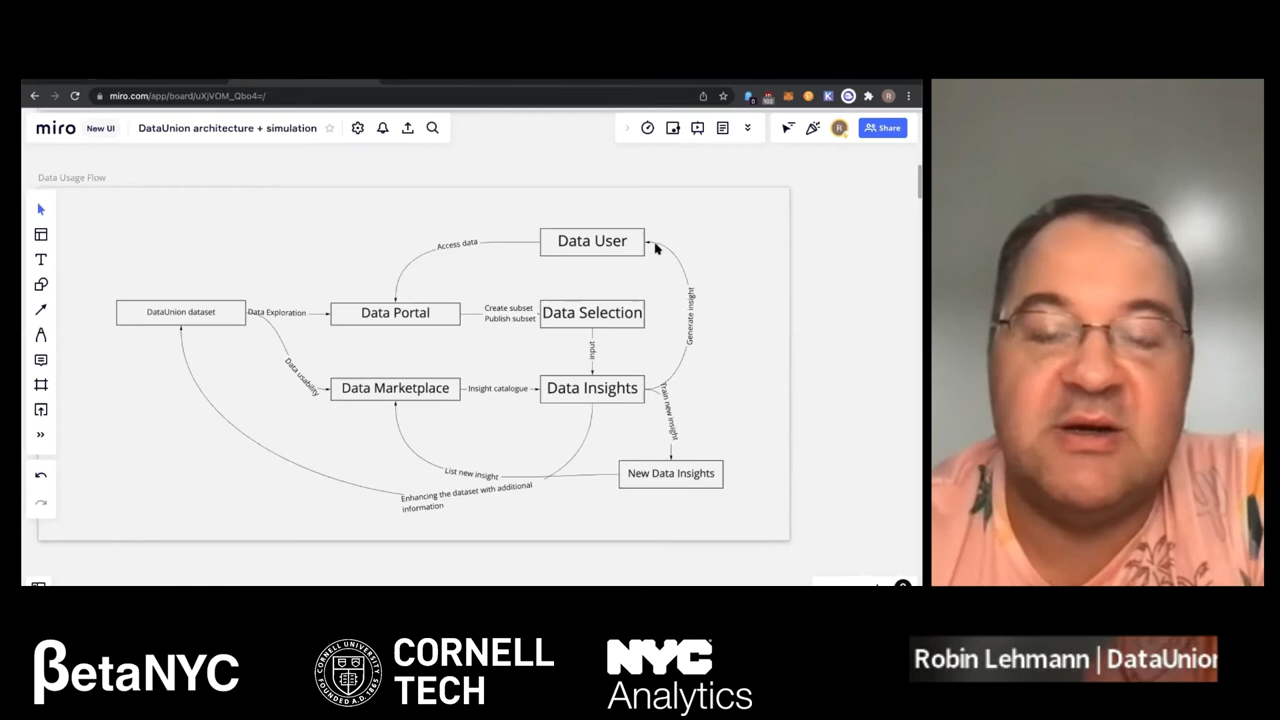 miro.com/app/board/uXjVOM_Qbo4=/
miro
New UI
DataUnion architecture + simulation
R
Share
Data Usage Flow
Data User
Access data
DataUnion dataset
Data Exploration
Data Portal
Create subset
Publish subset
Data Selection
Generate insight
input
Data usability
Data Marketplace
Insight catalogue
Data Insights
Train new insight
List new insight
New Data Insights
Enhancing the dataset with additional
information
βetaNYC
CORNELL
TECH
NYC
Analytics
Robin Lehmann | DataUnion